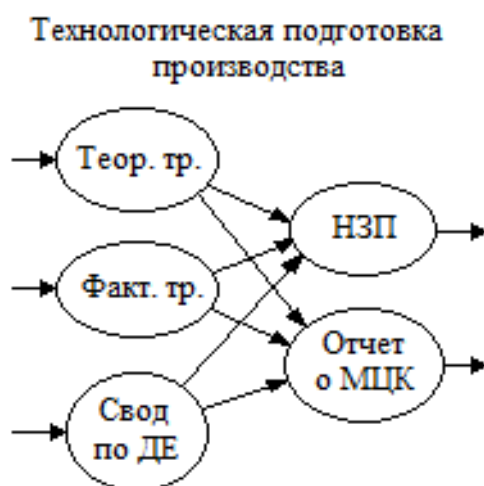 Технологическая подготовка
производства
Теор. тр.
НЗП
Факт. тр.
Отчет
о МЦК
Свод
по ДЕ